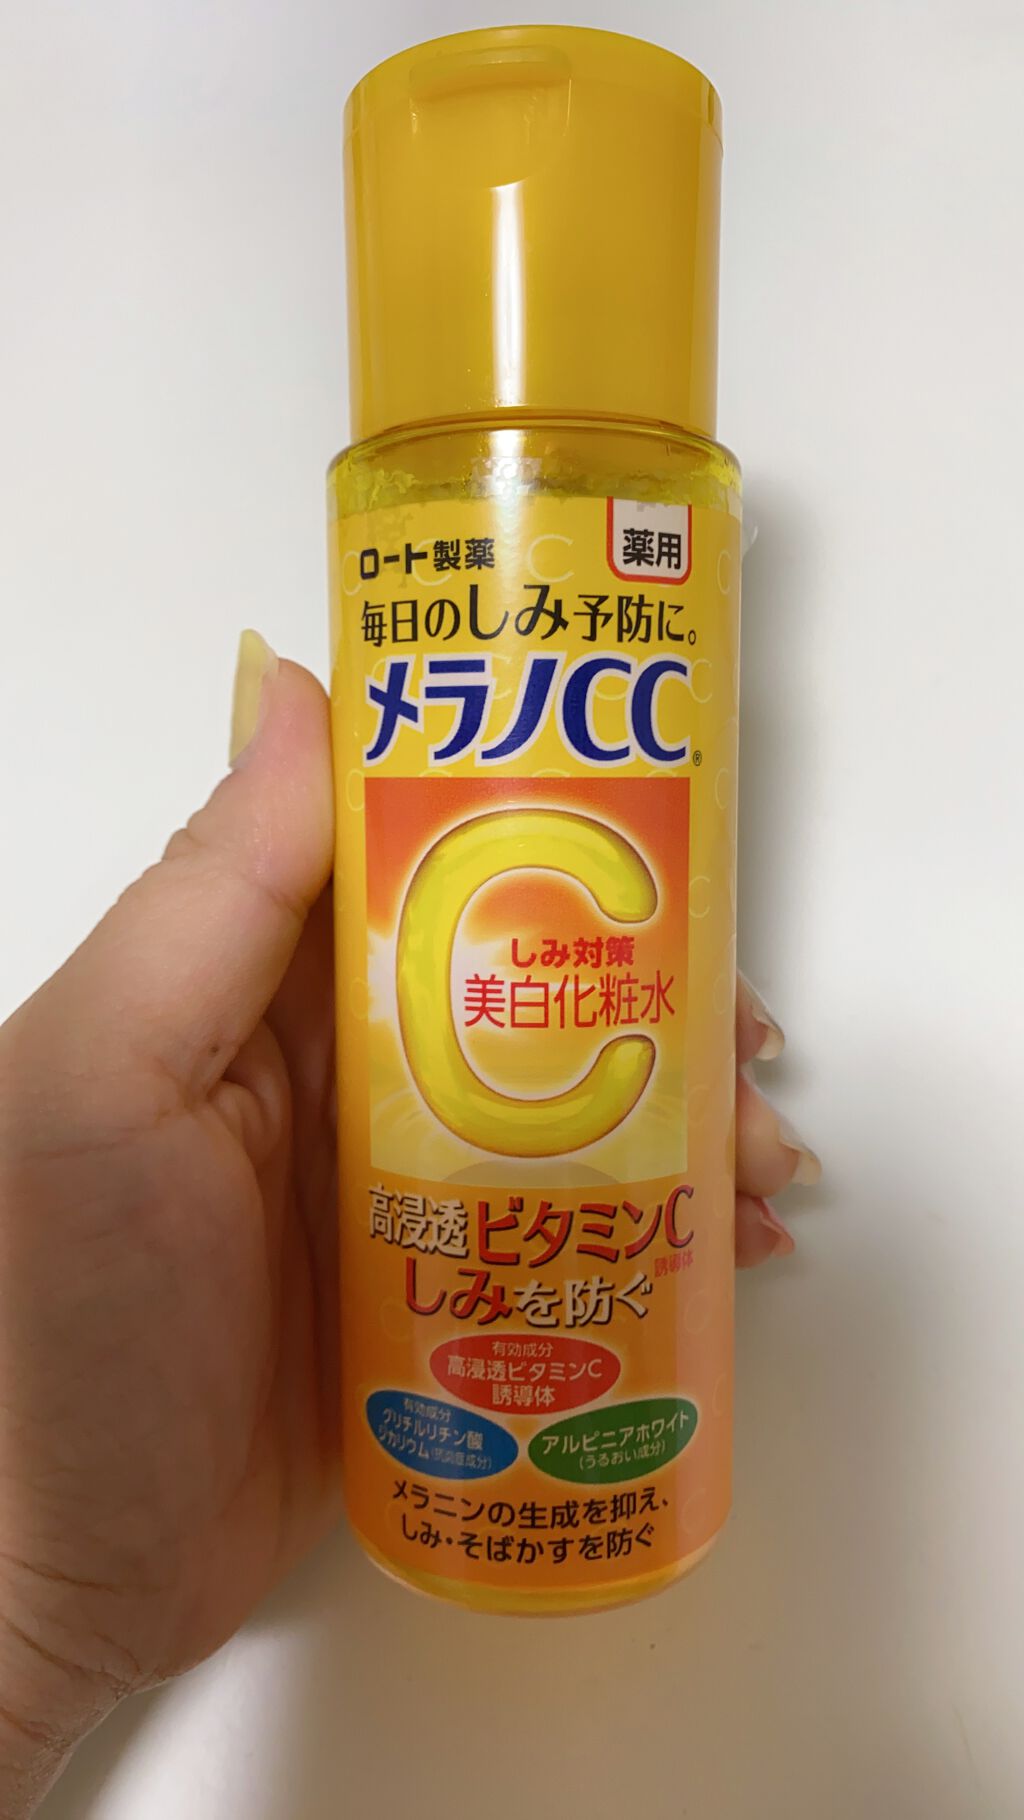 ロート製薬
薬用
毎日のしみ予防に。
メラノCC®
C
しみ対策
美白化粧水
高浸透ビタミンC
誘導体
しみを防ぐ
有効成分
高浸透ビタミンC
誘導体
有効成分
グリチルリチン酸
ジカリウム(抗炎症成分)
アルピニアホワイト
(うるおい成分)
メラニンの生成を抑え、
しみ・そばかすを防ぐ